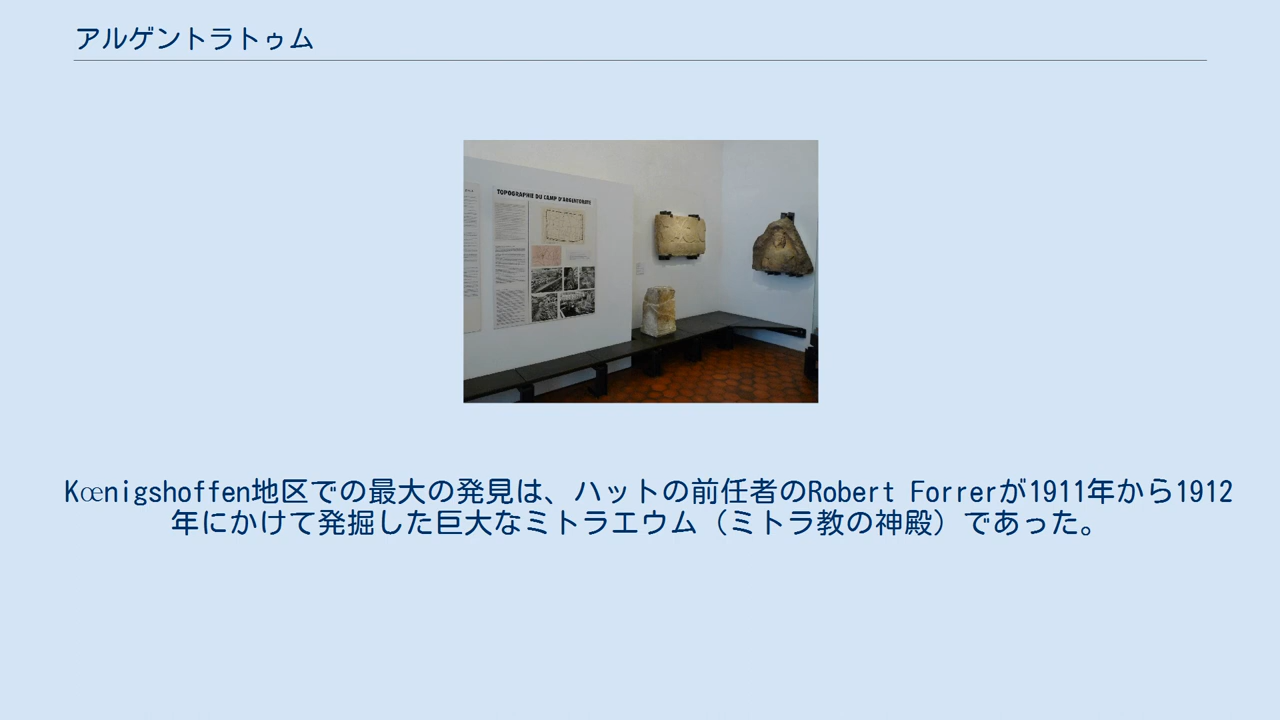 アルゲントラトゥム
TOPOGRAPHIE DU CAMP D'ARGENTORATE
Kœnigshoffen地区での最大の発見は、ハットの前任者のRobert Forrerが1911年から1912
年にかけて発掘した巨大なミトラエウム（ミトラ教の神殿）であった。